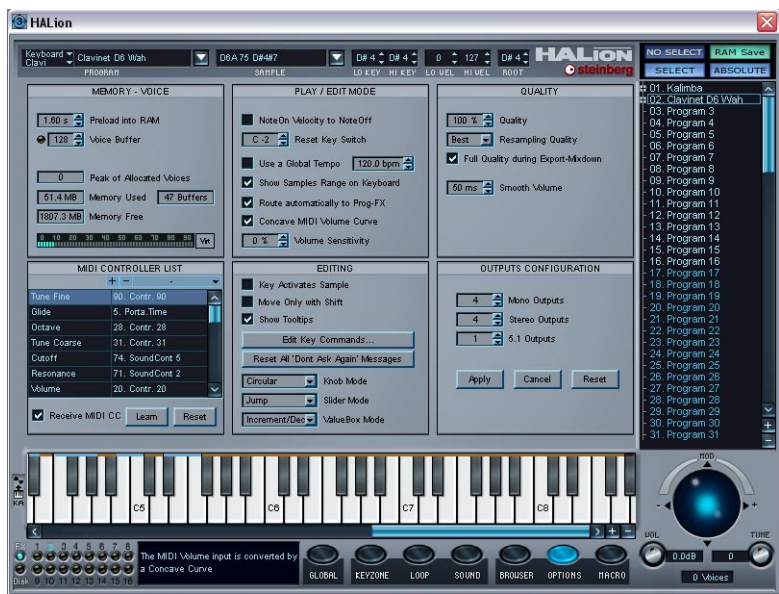 HALion
Keyboard Clavi Clavinet D6 Wah D6A75 D#4#7 D# 4 D# 4 0 127 D# 4 HALION
PROGRAM SAMPLE LO KEY HI KEY LO VEL HI VEL ROOT steinberg
NO SELECT RAM Save
SELECT ABSOLUTE
MEMORY - VOICE
1.60 s Preload into RAM
128 Voice Buffer
0 Peak of Allocated Voices
51.4 MB Memory Used 47 Buffers
1807.3 MB Memory Free
0 10 20 30 40 50 60 70 80 90 Vrt
PLAY / EDIT MODE
NoteOn Velocity to NoteOff
C -2 Reset Key Switch
Use a Global Tempo 120.0 bpm
Show Samples Range on Keyboard
Route automatically to Prog-FX
Concave MIDI Volume Curve
0 % Volume Sensitivity
QUALITY
100 % Quality
Best Resampling Quality
Full Quality during Export-Mixdown
50 ms Smooth Volume
MIDI CONTROLLER LIST
+ - -
Tune Fine 90. Contr. 90
Glide 5. Porta.Time
Octave 28. Contr. 28
Tune Coarse 31. Contr. 31
Cutoff 74. SoundCont 5
Resonance 71. SoundCont 2
Volume 20. Contr. 20
Receive MIDI CC Learn Reset
EDITING
Key Activates Sample
Move Only with Shift
Show Tooltips
Edit Key Commands...
Reset All 'Dont Ask Again' Messages
Circular Knob Mode
Jump Slider Mode
Increment/Dec ValueBox Mode
OUTPUTS CONFIGURATION
4 Mono Outputs
4 Stereo Outputs
1 5.1 Outputs
Apply Cancel Reset
01. Kalimba
02. Clavinet D6 Wah
03. Program 3
04. Program 4
05. Program 5
06. Program 6
07. Program 7
08. Program 8
09. Program 9
10. Program 10
11. Program 11
12. Program 12
13. Program 13
14. Program 14
15. Program 15
16. Program 16
17. Program 17
18. Program 18
19. Program 19
20. Program 20
21. Program 21
22. Program 22
23. Program 23
24. Program 24
25. Program 25
26. Program 26
27. Program 27
28. Program 28
29. Program 29
30. Program 30
31. Program 31
KA
C5 C6 C7 C8
FX 1 2 3 4 5 6 7 8
Disk 9 10 11 12 13 14 15 16
The MIDI Volume input is converted by
a Concave Curve
GLOBAL KEYZONE LOOP SOUND BROWSER OPTIONS MACRO
MOD
- +
VOL TUNE
0.0dB 0
0 Voices